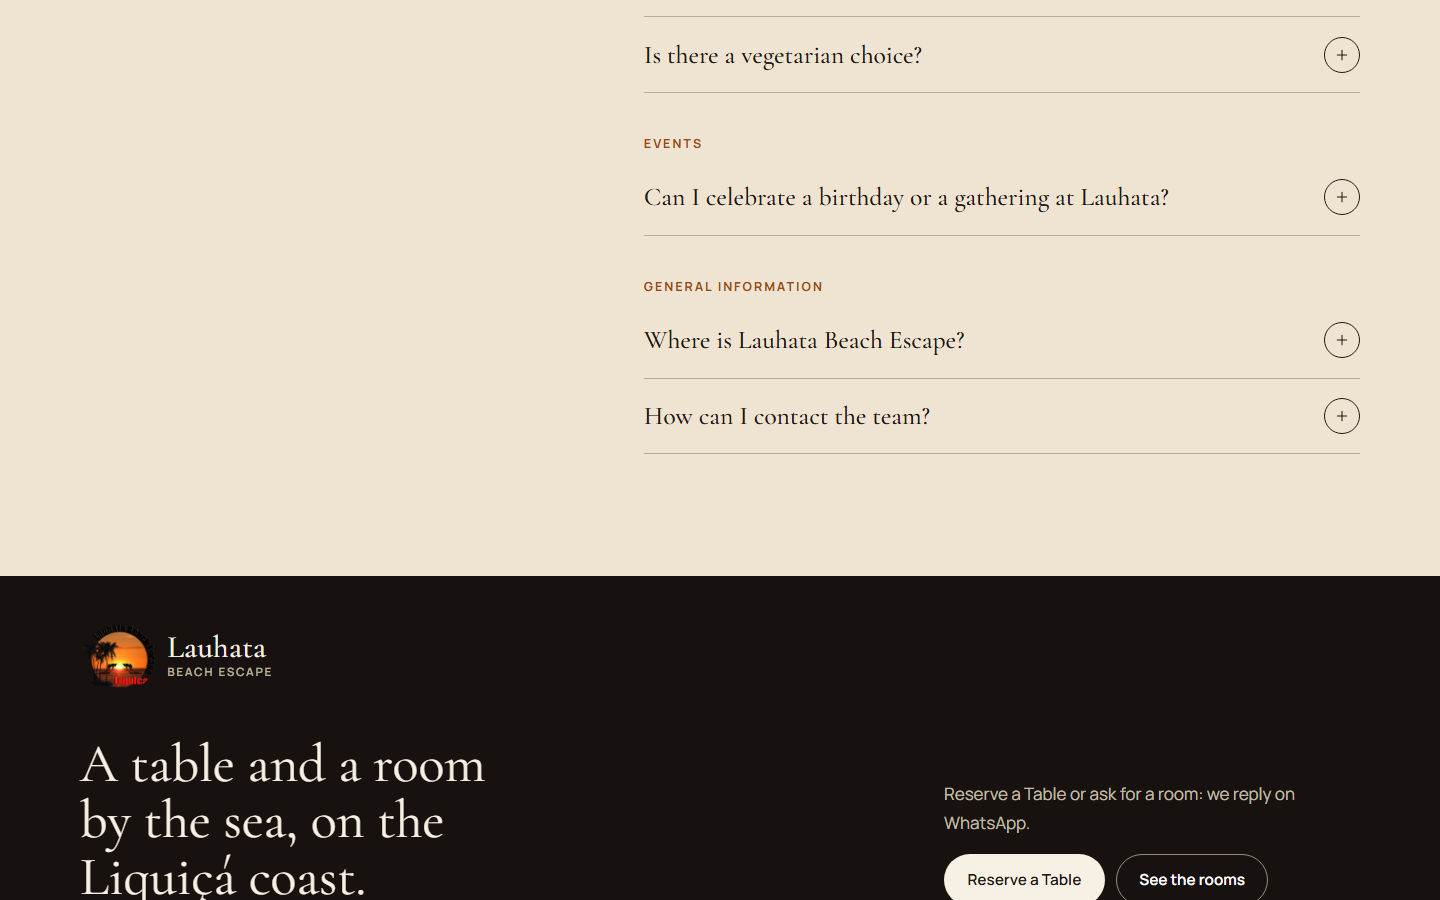 Is there a vegetarian choice?
EVENTS
Can I celebrate a birthday or a gathering at Lauhata?
GENERAL INFORMATION
Where is Lauhata Beach Escape?
How can I contact the team?
Lauhata
BEACH ESCAPE
A table and a room
by the sea, on the
Liquiçá coast.
Reserve a Table or ask for a room: we reply on
WhatsApp.
Reserve a Table
See the rooms